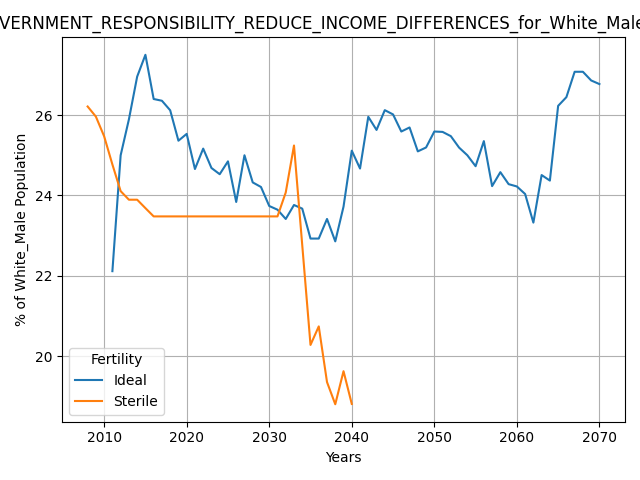 VERNMENT_RESPONSIBILITY_REDUCE_INCOME_DIFFERENCES_for_White_Male
% of White_Male Population
26
24
22
20
Fertility
Ideal
Sterile
2010 2020 2030 2040 2050 2060 2070
Years